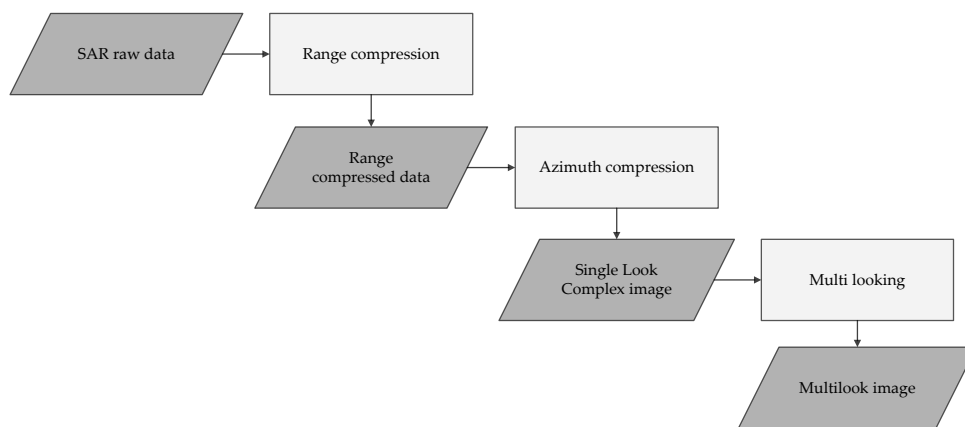 SAR raw data
Range compression
Range
compressed data
Azimuth compression
Single Look
Complex image
Multi looking
Multilook image